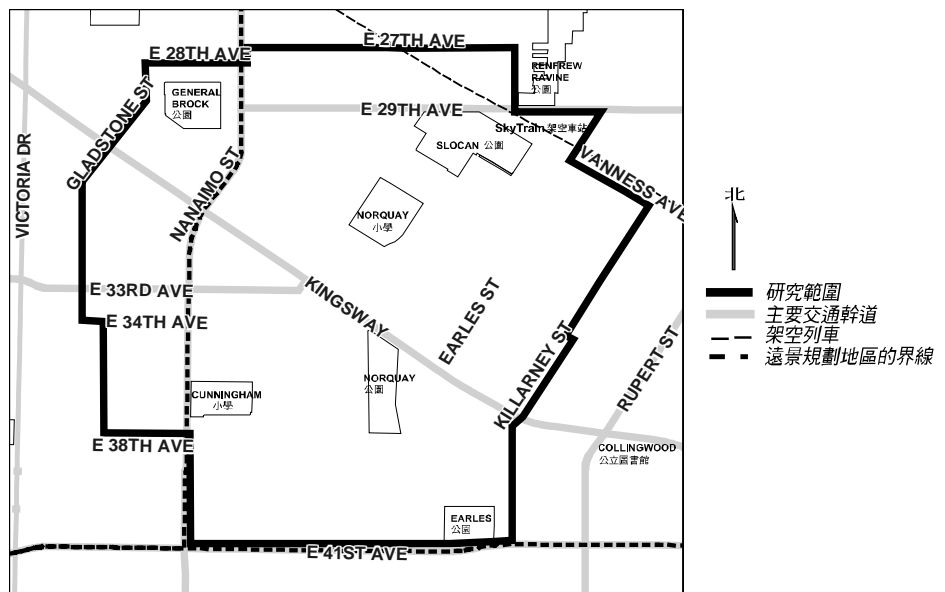 E 27TH AVE
E 28TH AVE
RENFREW
RAVINE
公園
GENERAL
BROCK
公園
GLADSTONE ST
E 29TH AVE
SkyTrain 架空車站
SLOCAN 公園
VANNESS AVE
VICTORIA DR
NANAIMO ST
NORQUAY
小學
E 33RD AVE
KINGSWAY
EARLES ST
E 34TH AVE
KILLARNEY ST
RUPERT ST
NORQUAY
公園
CUNNINGHAM
小學
E 38TH AVE
COLLINGWOOD
公立圖書館
EARLES
公園
E 41ST AVE
北
研究範圍
主要交通幹道
架空列車
遠景規劃地區的界線